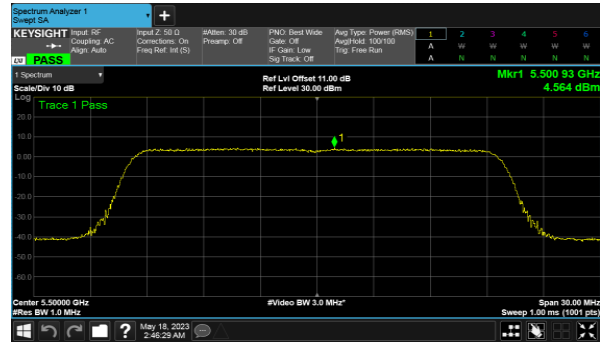 Spectrum Analyzer 1
Swept SA
+
KEYSIGHT Input: RF Input Z: 50 Ω #Atten: 30 dB PNO: Best Wide Avg Type: Power (RMS) 1 2 3 4 5 6
Coupling: AC Corrections: On Preamp: Off Gate: Off Avg|Hold: 100/100 A W W W W W
Align: Auto Freq Ref: Int (S) IF Gain: Low Trig: Free Run
LXI PASS Sig Track: Off A N N N N N
1 Spectrum Ref Lvl Offset 11.00 dB Mkr1 5.500 93 GHz
Scale/Div 10 dB Ref Level 30.00 dBm 4.564 dBm
Log Trace 1 Pass
20.0
10.0
1
0.00
-10.0
-20.0
-30.0
-40.0
-50.0
-60.0
Center 5.50000 GHz #Video BW 3.0 MHz* Span 30.00 MHz
#Res BW 1.0 MHz Sweep 1.00 ms (1001 pts)
? May 18, 2023
2:46:29 AM